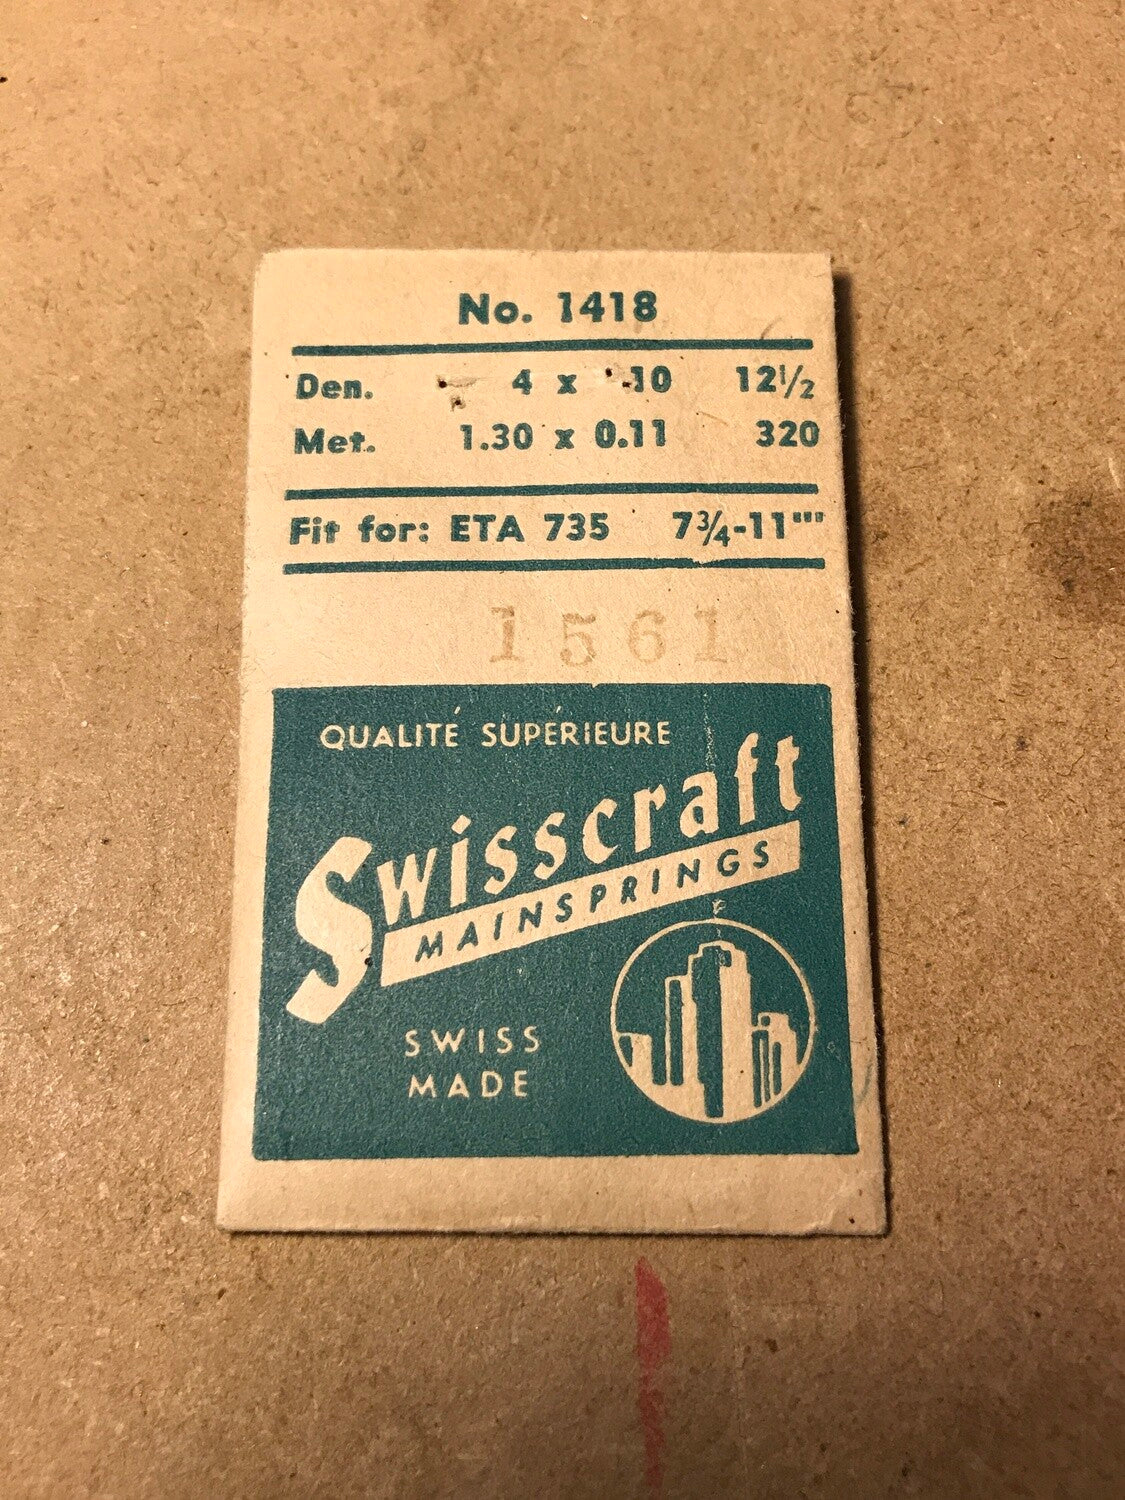 No. 1418
Den. 4 x 10 12½
Met. 1.30 x 0.11 320
Fit for: ETA 735 7¾-11'''
1561
QUALITÉ SUPÉRIEURE
Swisscraft
MAINSPRINGS
SWISS
MADE